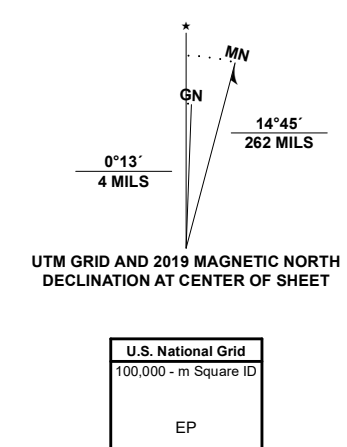 ★
MN
GN
14°45´
262 MILS
0°13´
4 MILS
UTM GRID AND 2019 MAGNETIC NORTH
DECLINATION AT CENTER OF SHEET
U.S. National Grid
100,000 - m Square ID
EP